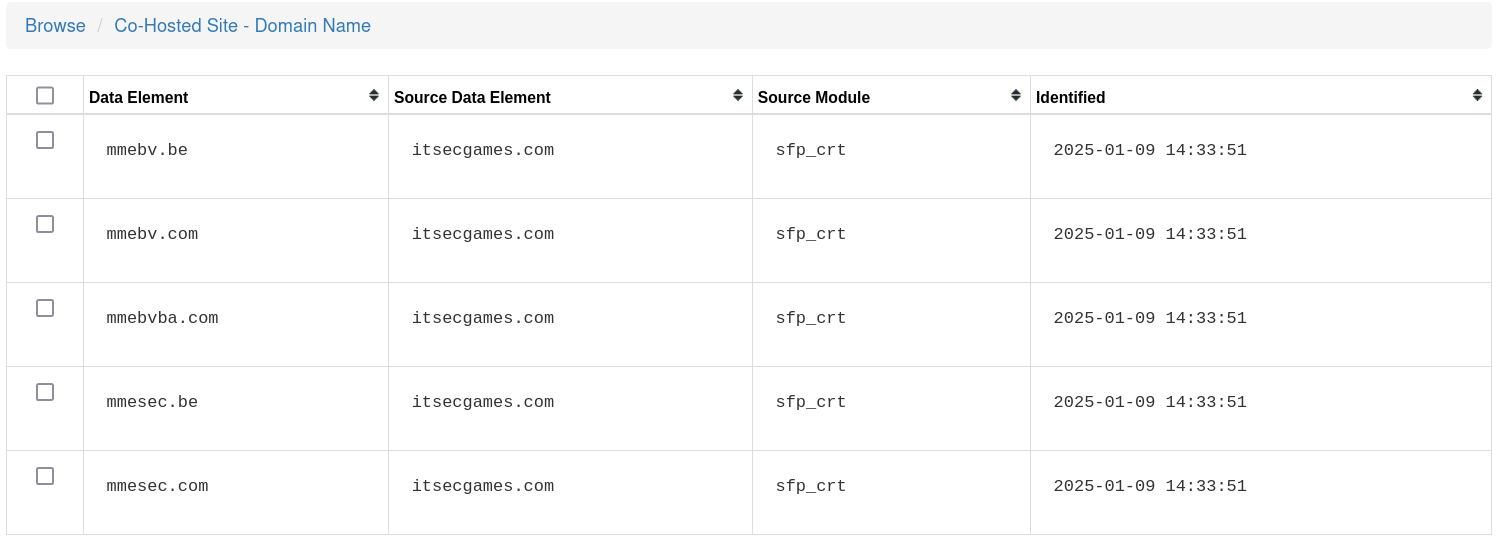 Browse / Co-Hosted Site - Domain Name
Data Element Source Data Element Source Module Identified
mmebv.be itsecgames.com sfp_crt 2025-01-09 14:33:51
mmebv.com itsecgames.com sfp_crt 2025-01-09 14:33:51
mmebvba.com itsecgames.com sfp_crt 2025-01-09 14:33:51
mmesec.be itsecgames.com sfp_crt 2025-01-09 14:33:51
mmesec.com itsecgames.com sfp_crt 2025-01-09 14:33:51